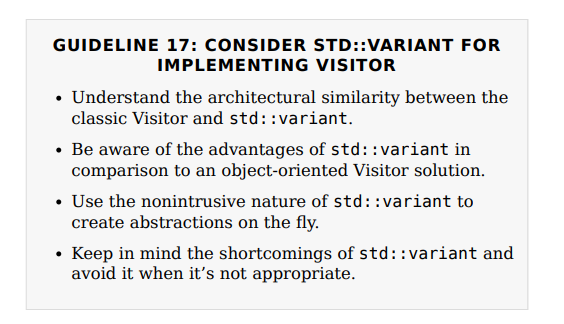 GUIDELINE 17: CONSIDER STD::VARIANT FOR
IMPLEMENTING VISITOR
• Understand the architectural similarity between the
classic Visitor and std::variant.
• Be aware of the advantages of std::variant in
comparison to an object-oriented Visitor solution.
• Use the nonintrusive nature of std::variant to
create abstractions on the fly.
• Keep in mind the shortcomings of std::variant and
avoid it when it’s not appropriate.